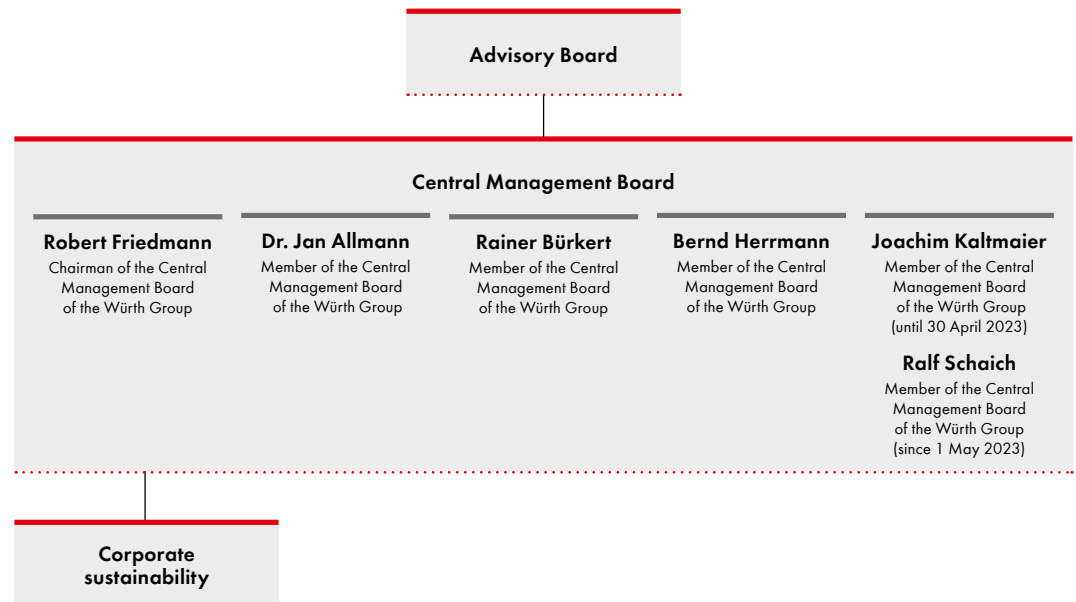 Advisory Board
Central Management Board
Robert Friedmann
Chairman of the Central
Management Board
of the Würth Group
Dr. Jan Allmann
Member of the Central
Management Board
of the Würth Group
Rainer Bürkert
Member of the Central
Management Board
of the Würth Group
Bernd Herrmann
Member of the Central
Management Board
of the Würth Group
Joachim Kaltmaier
Member of the Central
Management Board
of the Würth Group
(until 30 April 2023)
Ralf Schaich
Member of the Central
Management Board
of the Würth Group
(since 1 May 2023)
Corporate
sustainability